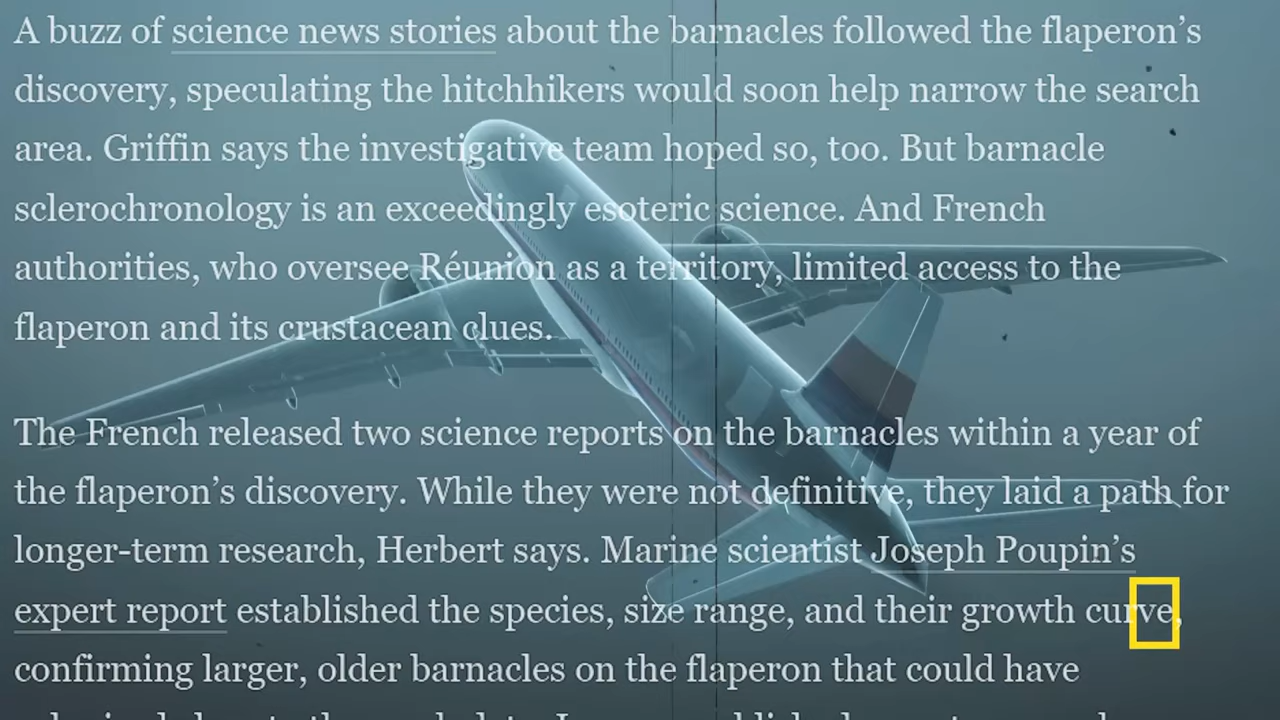 A buzz of science news stories about the barnacles followed the flaperon’s
discovery, speculating the hitchhikers would soon help narrow the search
area. Griffin says the investigative team hoped so, too. But barnacle
sclerochronology is an exceedingly esoteric science. And French
authorities, who oversee Réunion as a territory, limited access to the
flaperon and its crustacean clues.
The French released two science reports on the barnacles within a year of
the flaperon’s discovery. While they were not definitive, they laid a path for
longer-term research, Herbert says. Marine scientist Joseph Poupin’s
expert report established the species, size range, and their growth curve,
confirming larger, older barnacles on the flaperon that could have